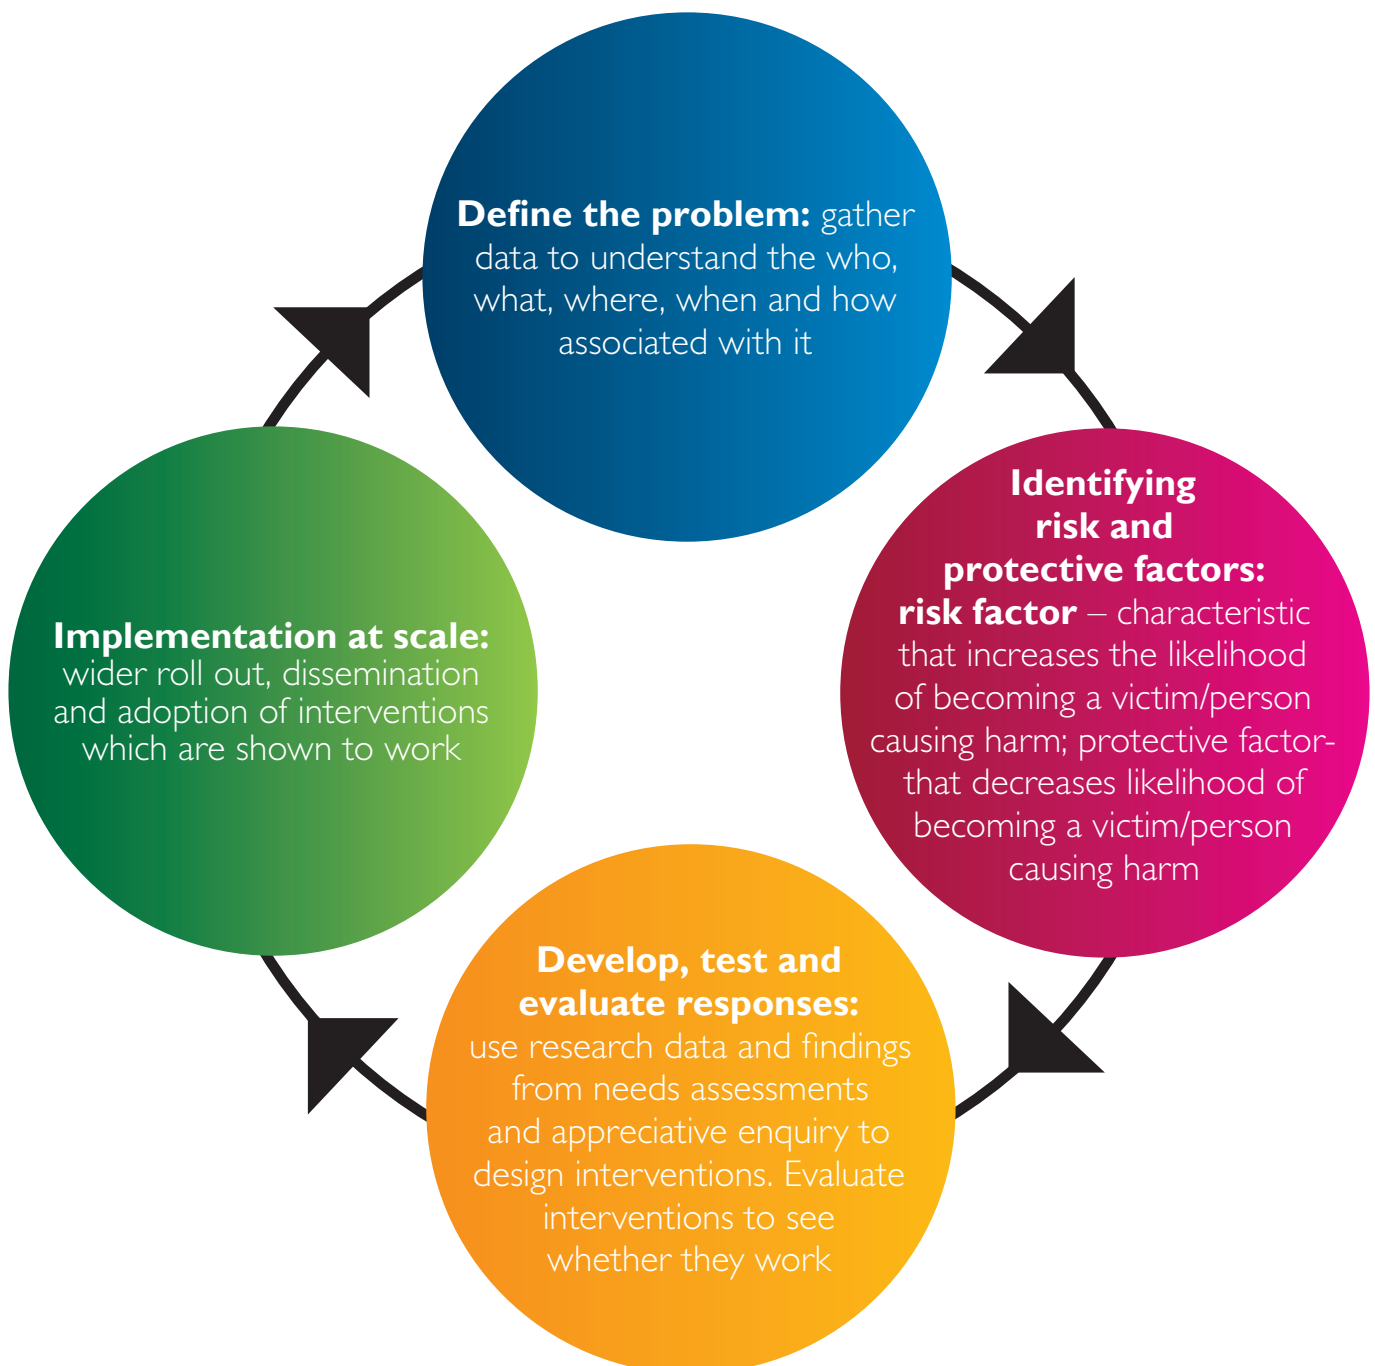 Define the problem: gather
data to understand the who,
what, where, when and how
associated with it
Identifying
risk and
protective factors:
risk factor – characteristic
that increases the likelihood
of becoming a victim/person
causing harm; protective factor-
that decreases likelihood of
becoming a victim/person
causing harm
Develop, test and
evaluate responses:
use research data and findings
from needs assessments
and appreciative enquiry to
design interventions. Evaluate
interventions to see
whether they work
Implementation at scale:
wider roll out, dissemination
and adoption of interventions
which are shown to work